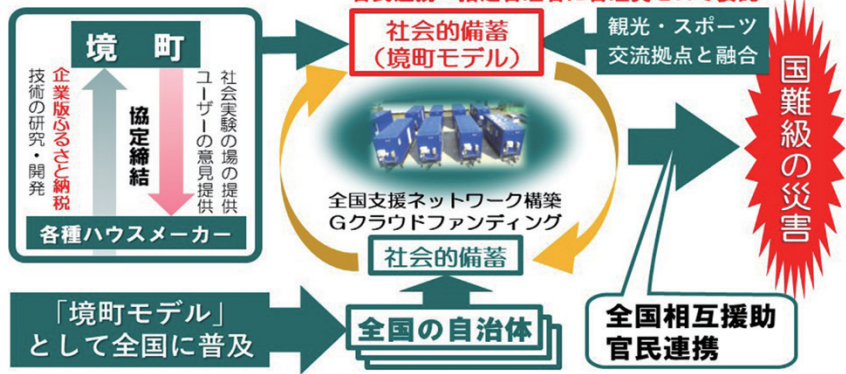 境 町
企業版ふるさと納税
技術の研究・開発
協定締結
社会実験の場の提供
ユーザーの意見提供
各種ハウスメーカー
社会的備蓄
（境町モデル）
観光・スポーツ
交流拠点と融合
全国支援ネットワーク構築
Gクラウドファンディング
社会的備蓄
「境町モデル」
として全国に普及
全国の自治体
国難級の災害
全国相互援助
官民連携